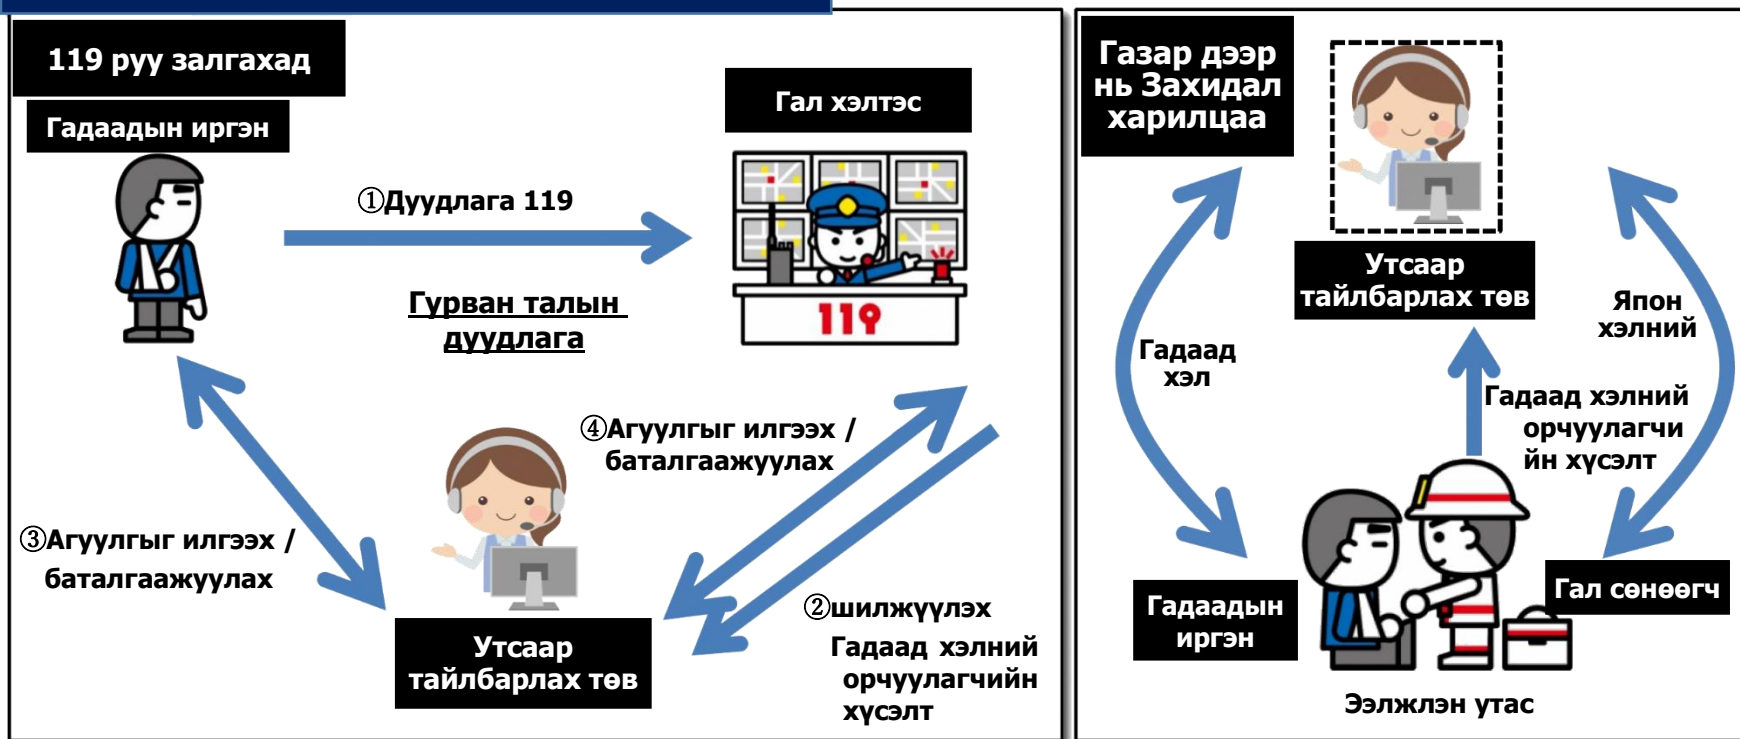 119 руу залгахад
Гадаадын иргэн
①Дуудлага 119
Гурван талын
дуудлага
Гал хэлтэс
119
④Агуулгыг илгээх /
баталгаажуулах
③Агуулгыг илгээх /
баталгаажуулах
Утсаар
тайлбарлах төв
②шилжүүлэх
Гадаад хэлний
орчуулагчийн
хүсэлт
Газар дээр
нь Захидал
харилцаа
Утсаар
тайлбарлах төв
Гадаад
хэл
Япон
хэлний
Гадаад хэлний
орчуулагчи
йн хүсэлт
Гадаадын
иргэн
Гал сөнөөгч
Ээлжлэн утас